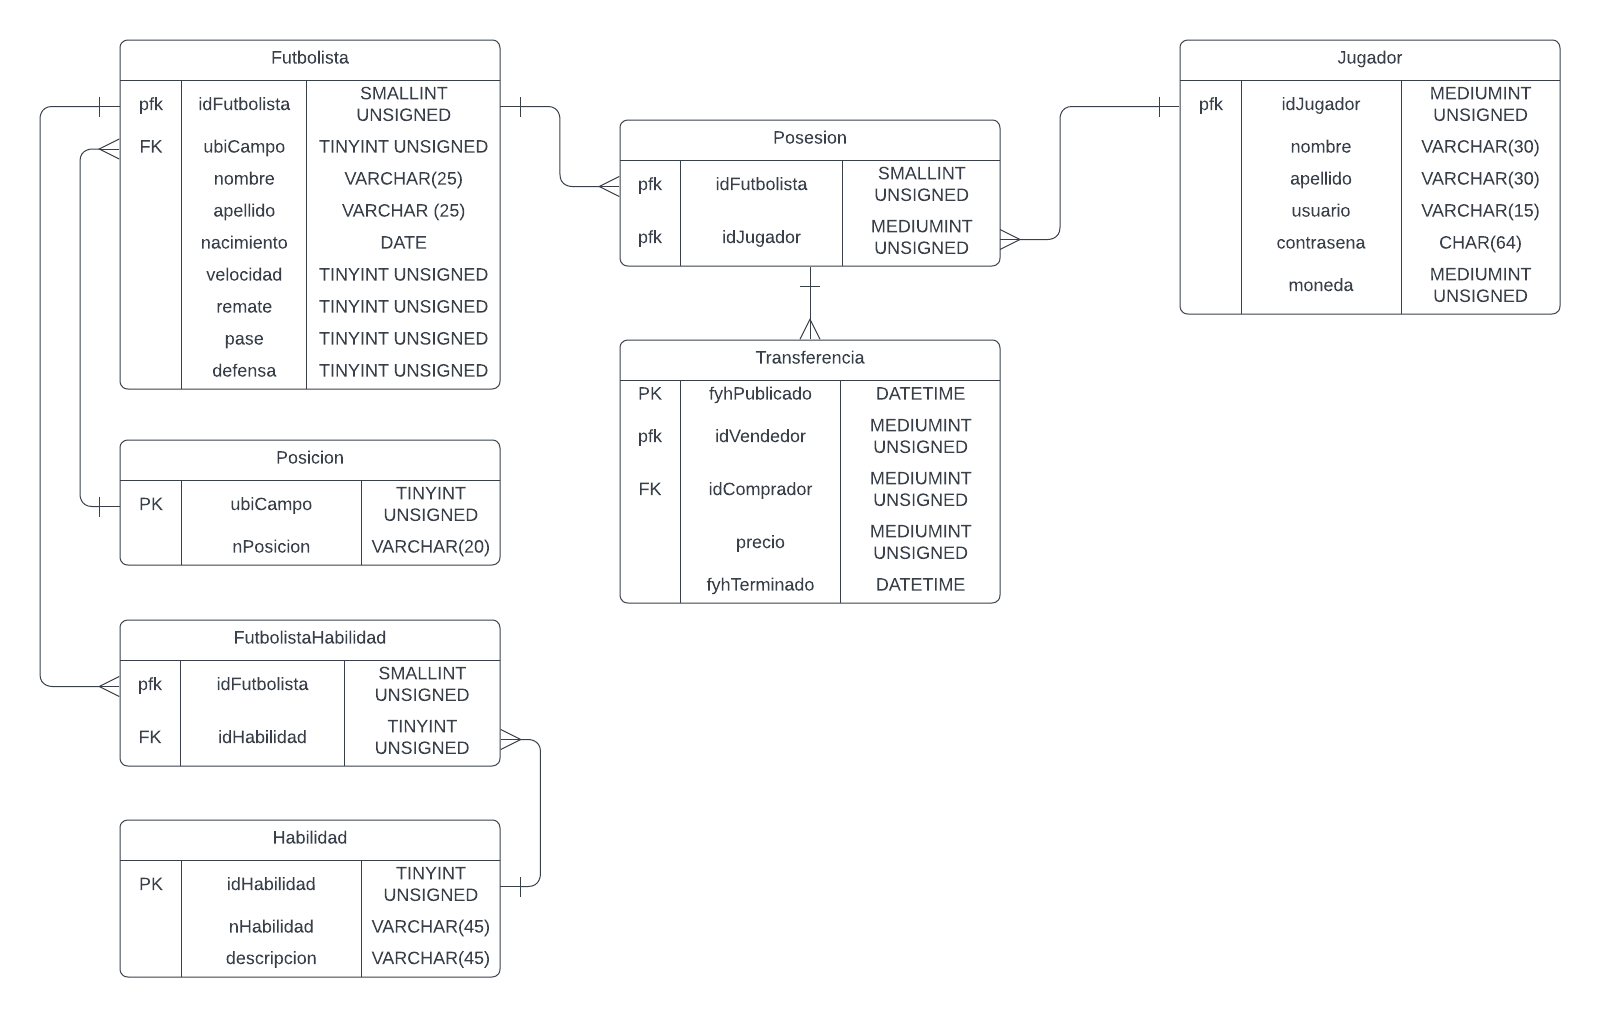 Futbolista
pfk idFutbolista SMALLINT UNSIGNED
FK ubiCampo TINYINT UNSIGNED
nombre VARCHAR(25)
apellido VARCHAR (25)
nacimiento DATE
velocidad TINYINT UNSIGNED
remate TINYINT UNSIGNED
pase TINYINT UNSIGNED
defensa TINYINT UNSIGNED
Posicion
PK ubiCampo TINYINT UNSIGNED
nPosicion VARCHAR(20)
FutbolistaHabilidad
pfk idFutbolista SMALLINT UNSIGNED
FK idHabilidad TINYINT UNSIGNED
Habilidad
PK idHabilidad TINYINT UNSIGNED
nHabilidad VARCHAR(45)
descripcion VARCHAR(45)
Posesion
pfk idFutbolista SMALLINT UNSIGNED
pfk idJugador MEDIUMINT UNSIGNED
Transferencia
PK fyhPublicado DATETIME
pfk idVendedor MEDIUMINT UNSIGNED
FK idComprador MEDIUMINT UNSIGNED
precio MEDIUMINT UNSIGNED
fyhTerminado DATETIME
Jugador
pfk idJugador MEDIUMINT UNSIGNED
nombre VARCHAR(30)
apellido VARCHAR(30)
usuario VARCHAR(15)
contrasena CHAR(64)
moneda MEDIUMINT UNSIGNED